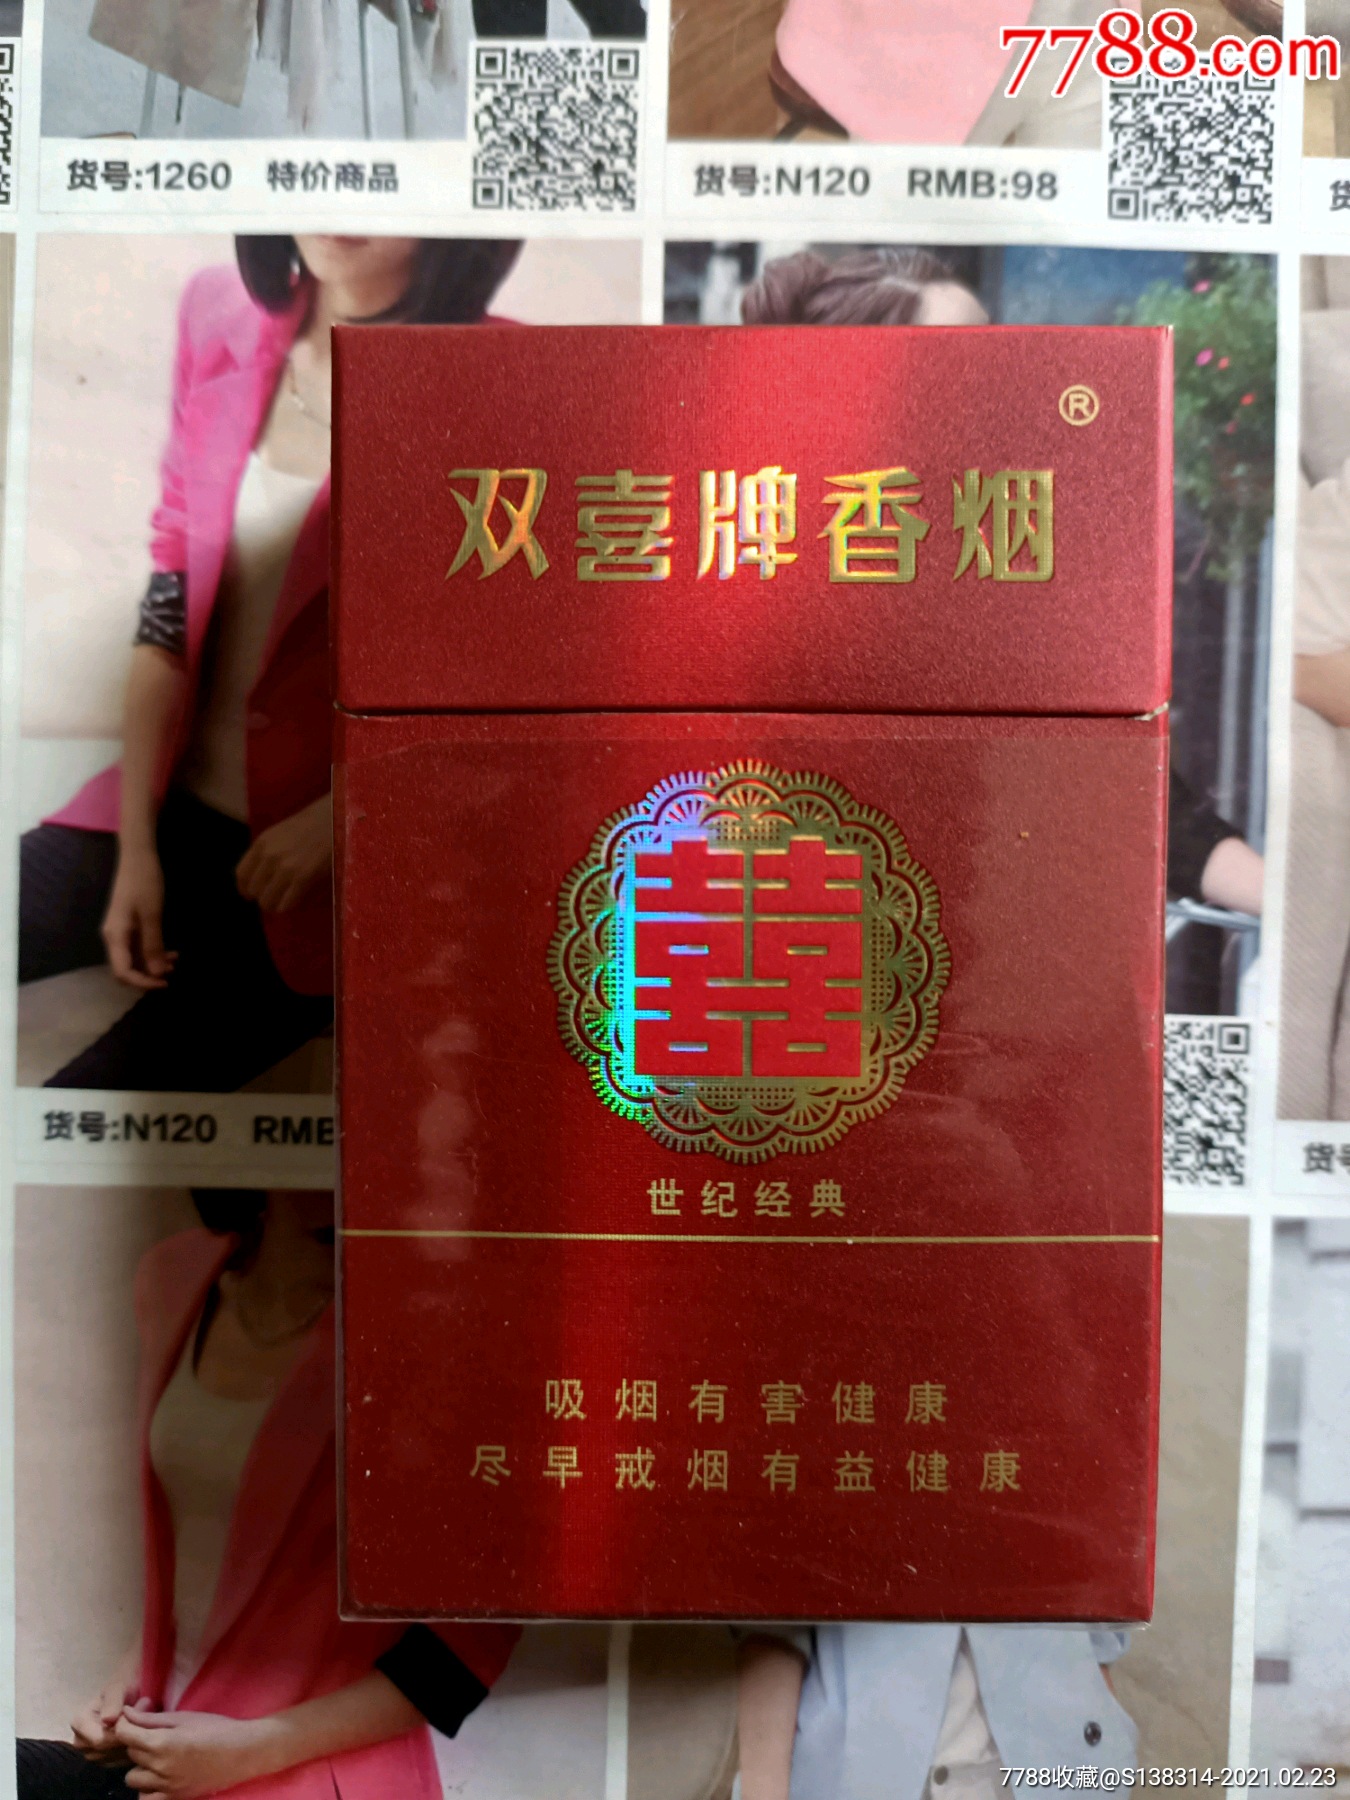 7788.com
货号:1260 特价商品
货号:N120 RMB:98
®
双喜牌香烟
囍
世纪经典
货号:N120 RMB
吸烟有害健康
尽早戒烟有益健康
7788收藏@S138314-2021.02.23